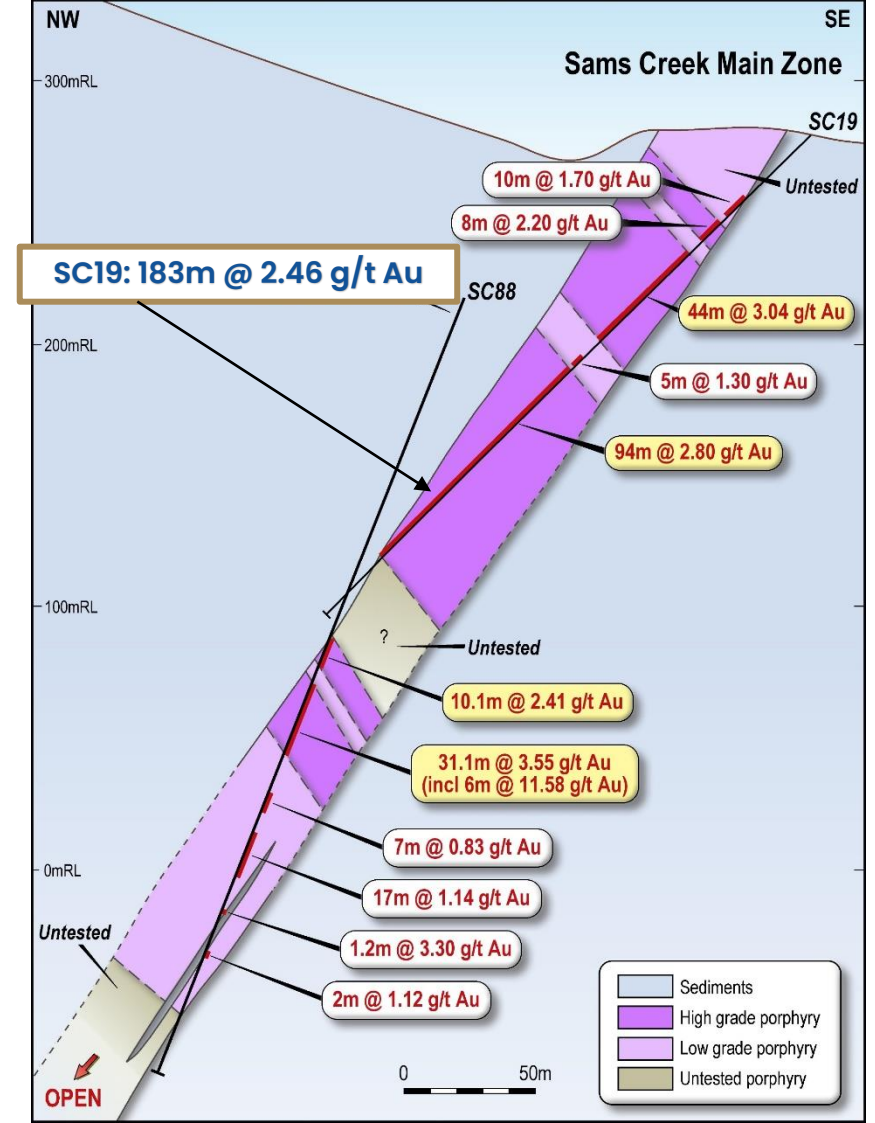 NW
SE
Sams Creek Main Zone
300mRL
SC19
10m @ 1.70 g/t Au
Untested
8m @ 2.20 g/t Au
SC19: 183m @ 2.46 g/t Au
SC88
44m @ 3.04 g/t Au
200mRL
5m @ 1.30 g/t Au
94m @ 2.80 g/t Au
100mRL
?
Untested
10.1m @ 2.41 g/t Au
31.1m @ 3.55 g/t Au
(incl 6m @ 11.58 g/t Au)
7m @ 0.83 g/t Au
0mRL
17m @ 1.14 g/t Au
Untested
1.2m @ 3.30 g/t Au
2m @ 1.12 g/t Au
Sediments
High grade porphyry
Low grade porphyry
Untested porphyry
0
50m
OPEN